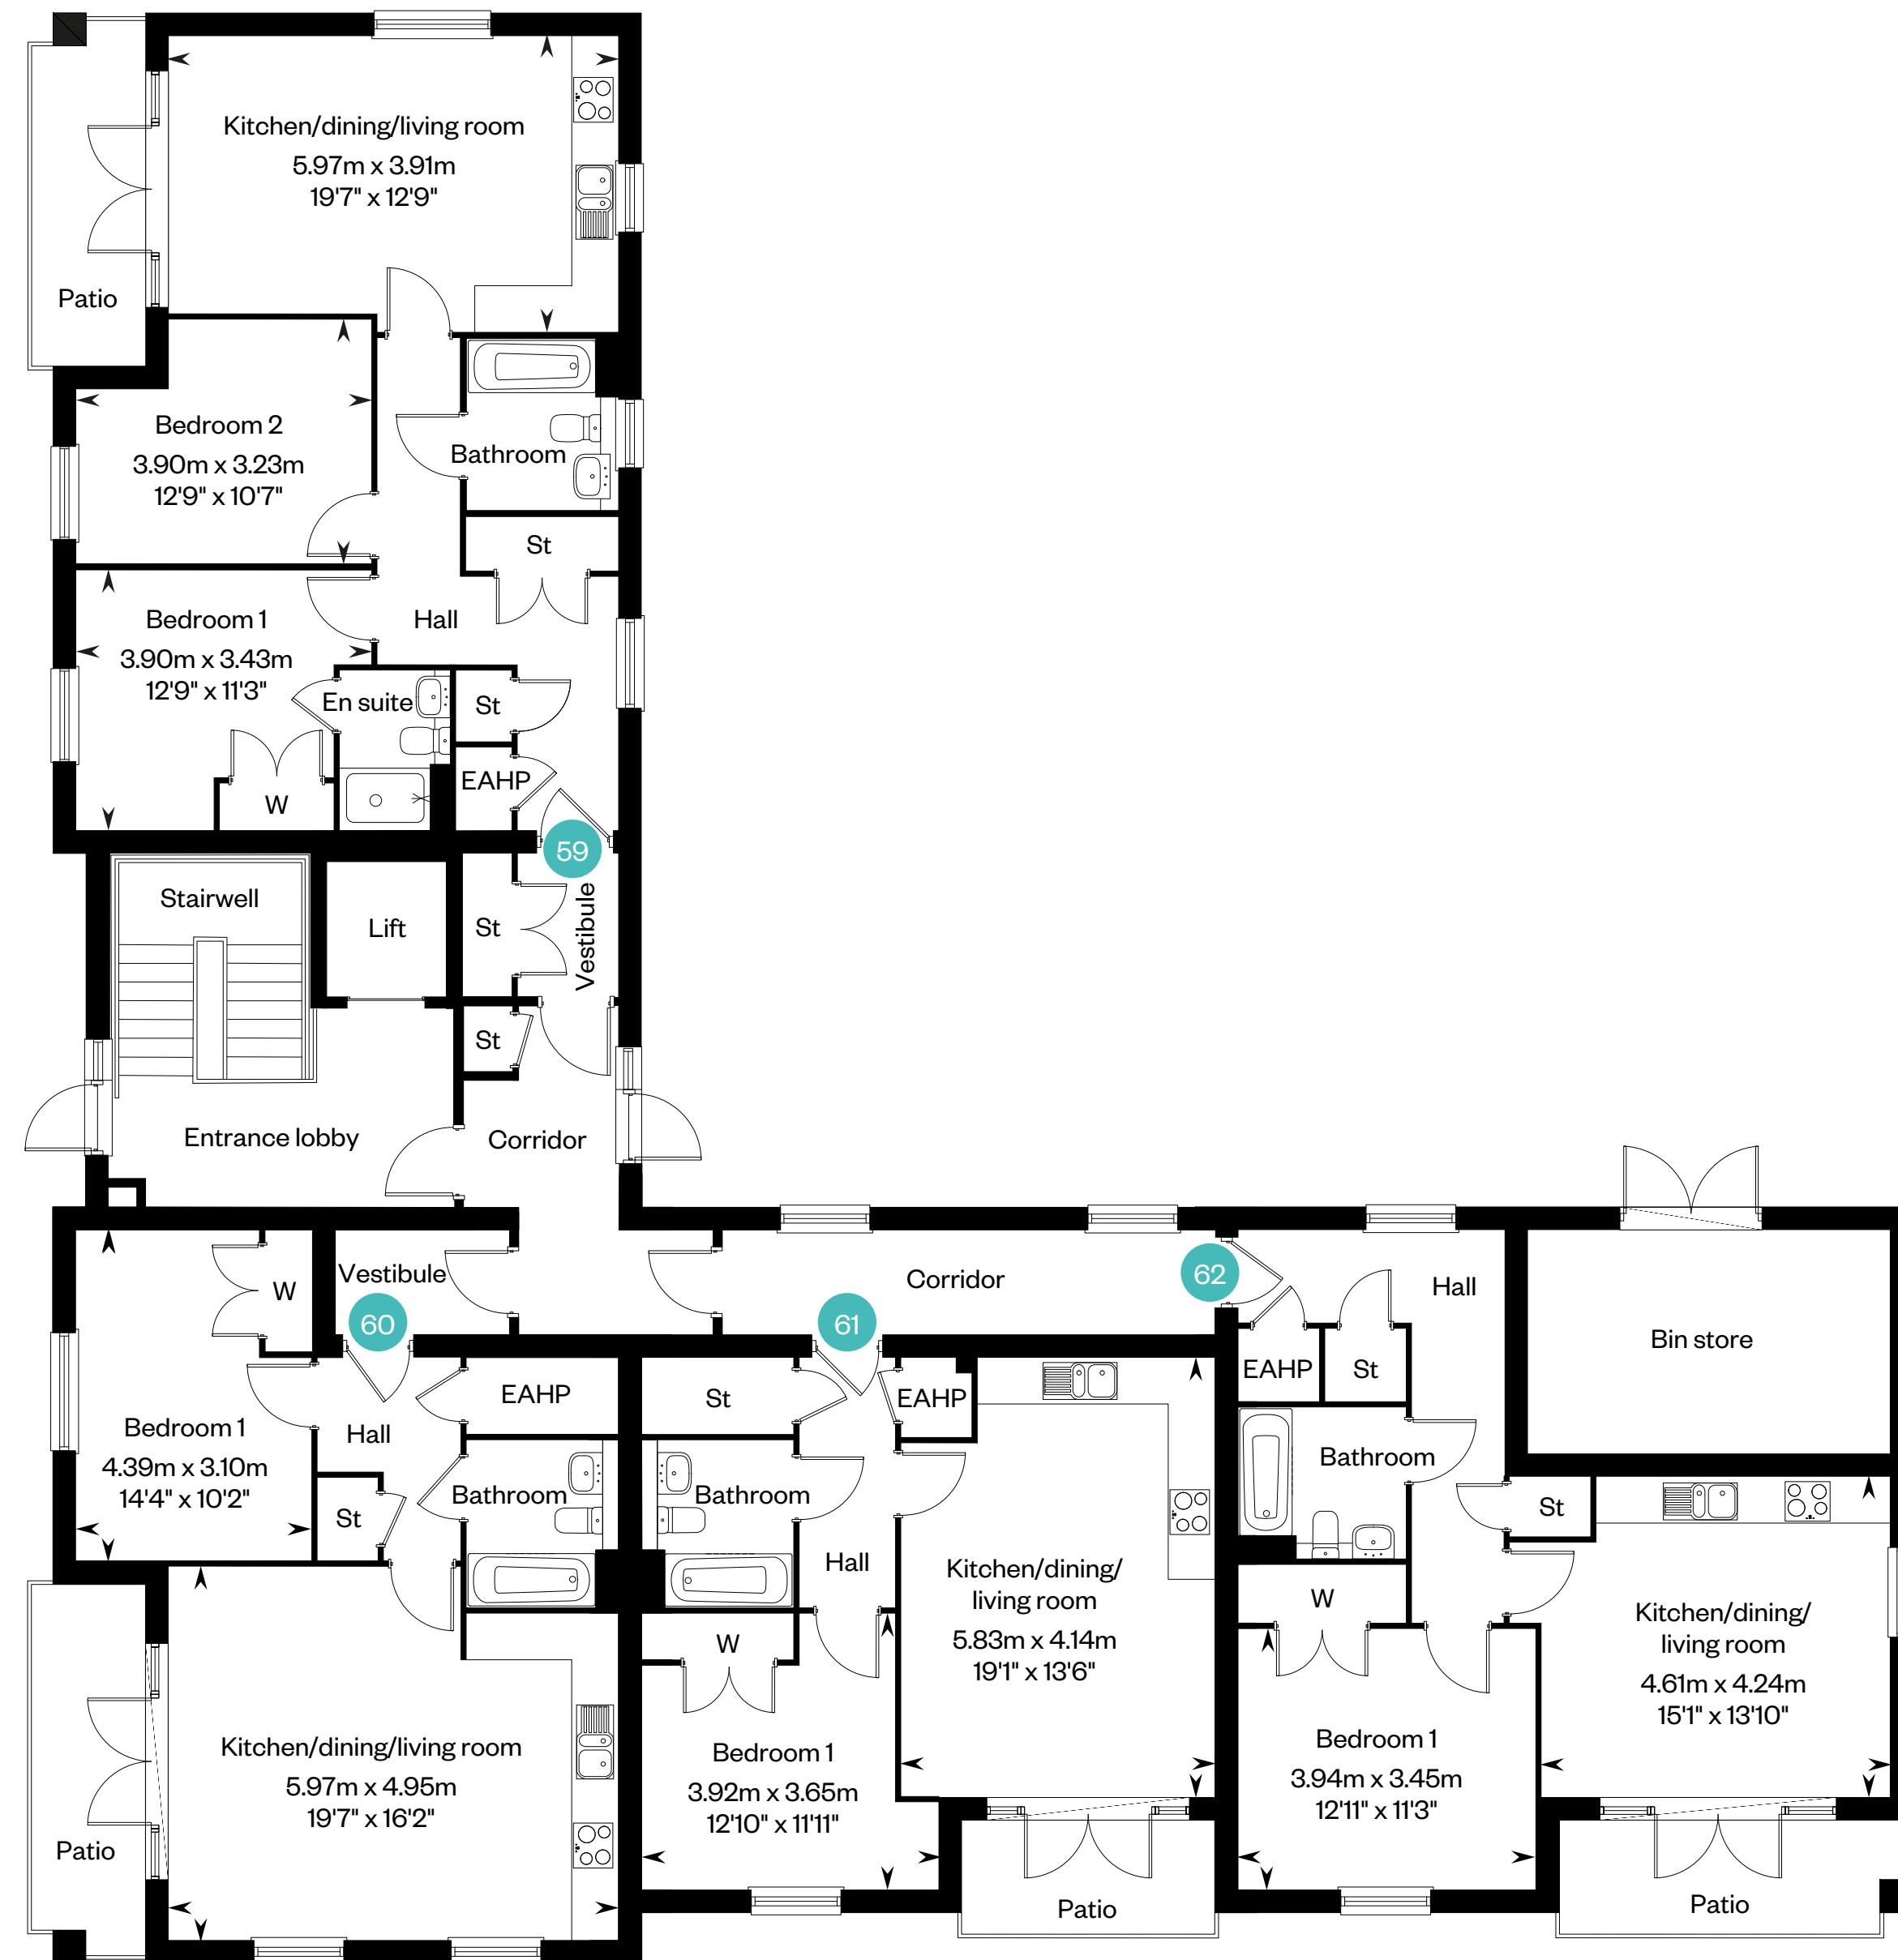 Kitchen/dining/living room
5.97m x 3.91m
19'7" x 12'9"
Patio
Bedroom 2
3.90m x 3.23m
12'9" x 10'7"
Bathroom
St
Bedroom 1
3.90m x 3.43m
12'9" x 11'3"
Hall
En suite
St
EAHP
W
59
Stairwell
Lift
St
Vestibule
St
Entrance lobby
Corridor
Vestibule
60
W
Bedroom 1
4.39m x 3.10m
14'4" x 10'2"
Hall
EAHP
St
Bathroom
Kitchen/dining/living room
5.97m x 4.95m
19'7" x 16'2"
Patio
Corridor
61
St
EAHP
Bathroom
Hall
Kitchen/dining/
living room
5.83m x 4.14m
19'1" x 13'6"
W
Bedroom 1
3.92m x 3.65m
12'10" x 11'11"
Patio
62
Hall
EAHP
St
Bathroom
St
W
Bedroom 1
3.94m x 3.45m
12'11" x 11'3"
Kitchen/dining/
living room
4.61m x 4.24m
15'1" x 13'10"
Patio
Bin store